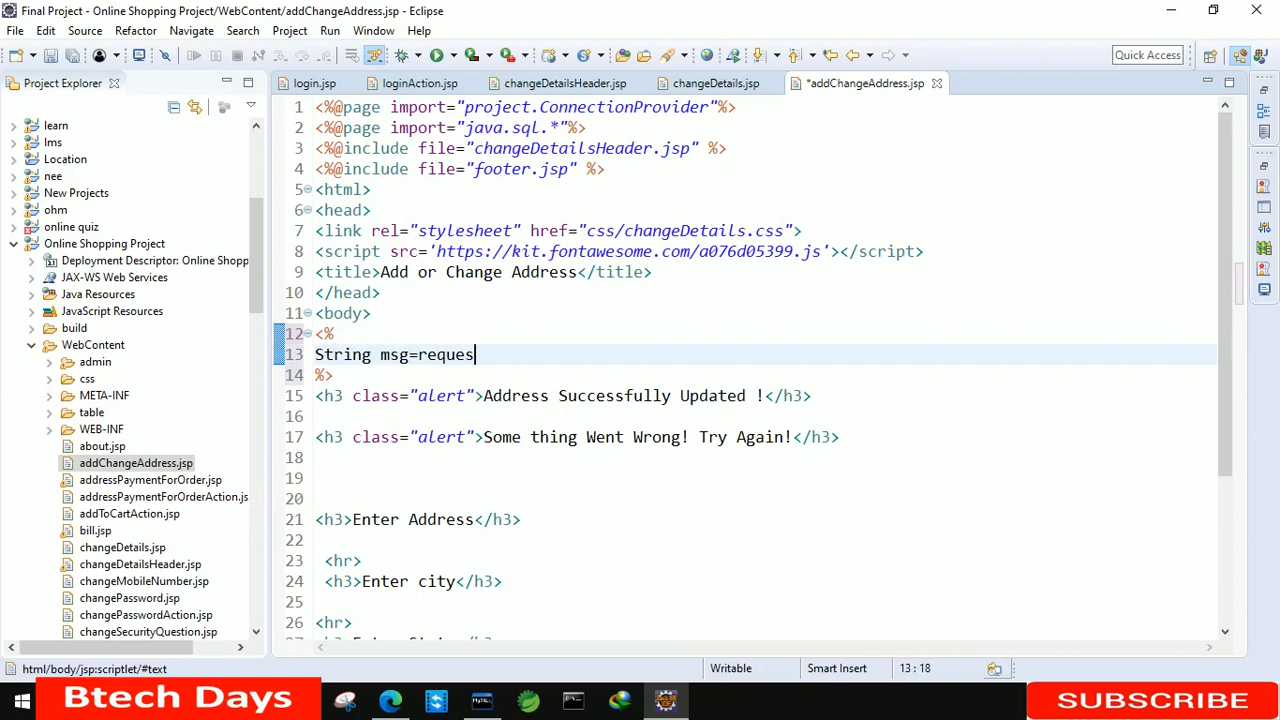 Final Project - Online Shopping Project/WebContent/addChangeAddress.jsp - Eclipse
File Edit Source Refactor Navigate Search Project Run Window Help
Quick Access
Project Explorer
login.jsp loginAction.jsp changeDetailsHeader.jsp changeDetails.jsp *addChangeAddress.jsp
learn
lms
Location
nee
New Projects
ohm
online quiz
Online Shopping Project
Deployment Descriptor: Online Shopp
JAX-WS Web Services
Java Resources
JavaScript Resources
build
WebContent
admin
css
META-INF
table
WEB-INF
about.jsp
addChangeAddress.jsp
addressPaymentForOrder.jsp
addressPaymentForOrderAction.js
addToCartAction.jsp
bill.jsp
changeDetails.jsp
changeDetailsHeader.jsp
changeMobileNumber.jsp
changePassword.jsp
changePasswordAction.jsp
changeSecurityQuestion.jsp
1 <%@page import="project.ConnectionProvider"%>
2 <%@page import="java.sql.*"%>
3 <%@include file="changeDetailsHeader.jsp" %>
4 <%@include file="footer.jsp" %>
5 <html>
6 <head>
7 <link rel="stylesheet" href="css/changeDetails.css">
8 <script src='https://kit.fontawesome.com/a076d05399.js'></script>
9 <title>Add or Change Address</title>
10 </head>
11 <body>
12 <%
13 String msg=reques
14 %>
15 <h3 class="alert">Address Successfully Updated !</h3>
16
17 <h3 class="alert">Some thing Went Wrong! Try Again!</h3>
18
19
20
21 <h3>Enter Address</h3>
22
23 <hr>
24 <h3>Enter city</h3>
25
26 <hr>
html/body/jsp:scriptlet/#text
Writable Smart Insert 13 : 18
Btech Days
SUBSCRIBE